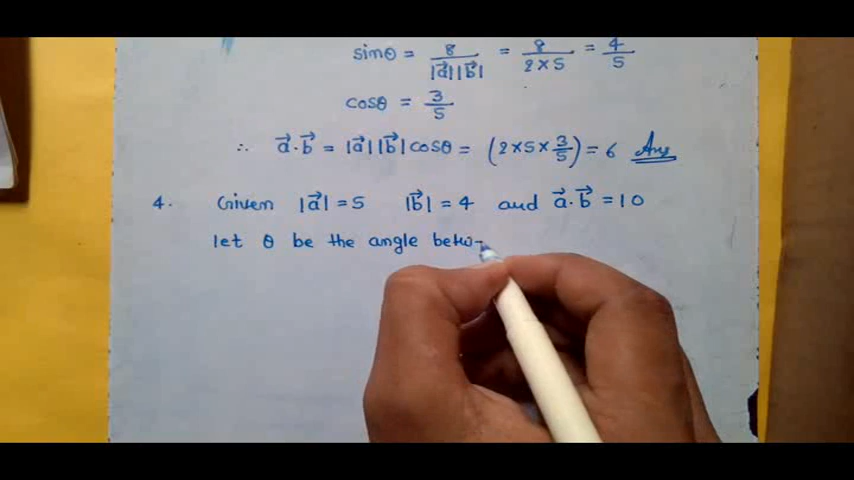 sinθ = 8/|a⃗||b⃗| = 8/2×5 = 4/5
cosθ = 3/5
∴ a⃗.b⃗ = |a⃗||b⃗|cosθ = (2×5×3/5) = 6 Ans
4. Given |a⃗| = 5 |b⃗| = 4 and a⃗.b⃗ = 10
let θ be the angle betw